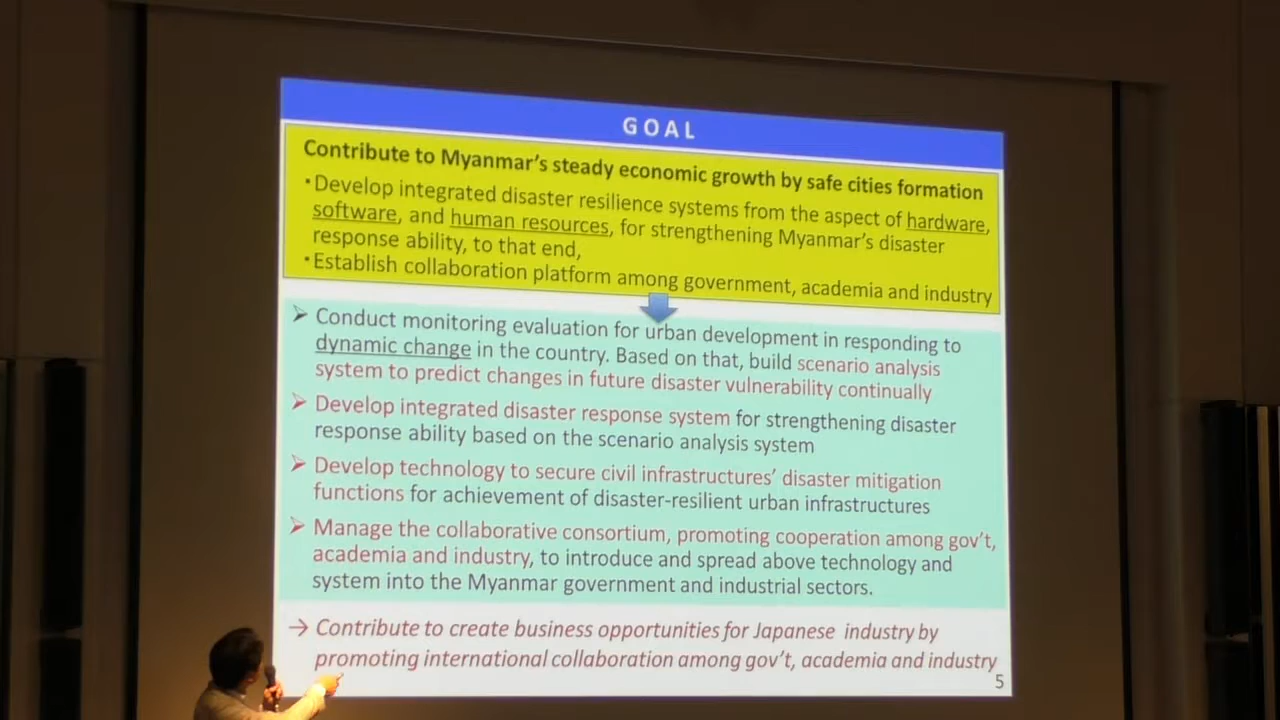 GOAL
Contribute to Myanmar's steady economic growth by safe cities formation
・Develop integrated disaster resilience systems from the aspect of hardware,
software, and human resources, for strengthening Myanmar's disaster
response ability, to that end,
・Establish collaboration platform among government, academia and industry
➢ Conduct monitoring evaluation for urban development in responding to
dynamic change in the country. Based on that, build scenario analysis
system to predict changes in future disaster vulnerability continually
➢ Develop integrated disaster response system for strengthening disaster
response ability based on the scenario analysis system
➢ Develop technology to secure civil infrastructures' disaster mitigation
functions for achievement of disaster-resilient urban infrastructures
➢ Manage the collaborative consortium, promoting cooperation among gov't,
academia and industry, to introduce and spread above technology and
system into the Myanmar government and industrial sectors.
→ Contribute to create business opportunities for Japanese industry by
promoting international collaboration among gov't, academia and industry
5